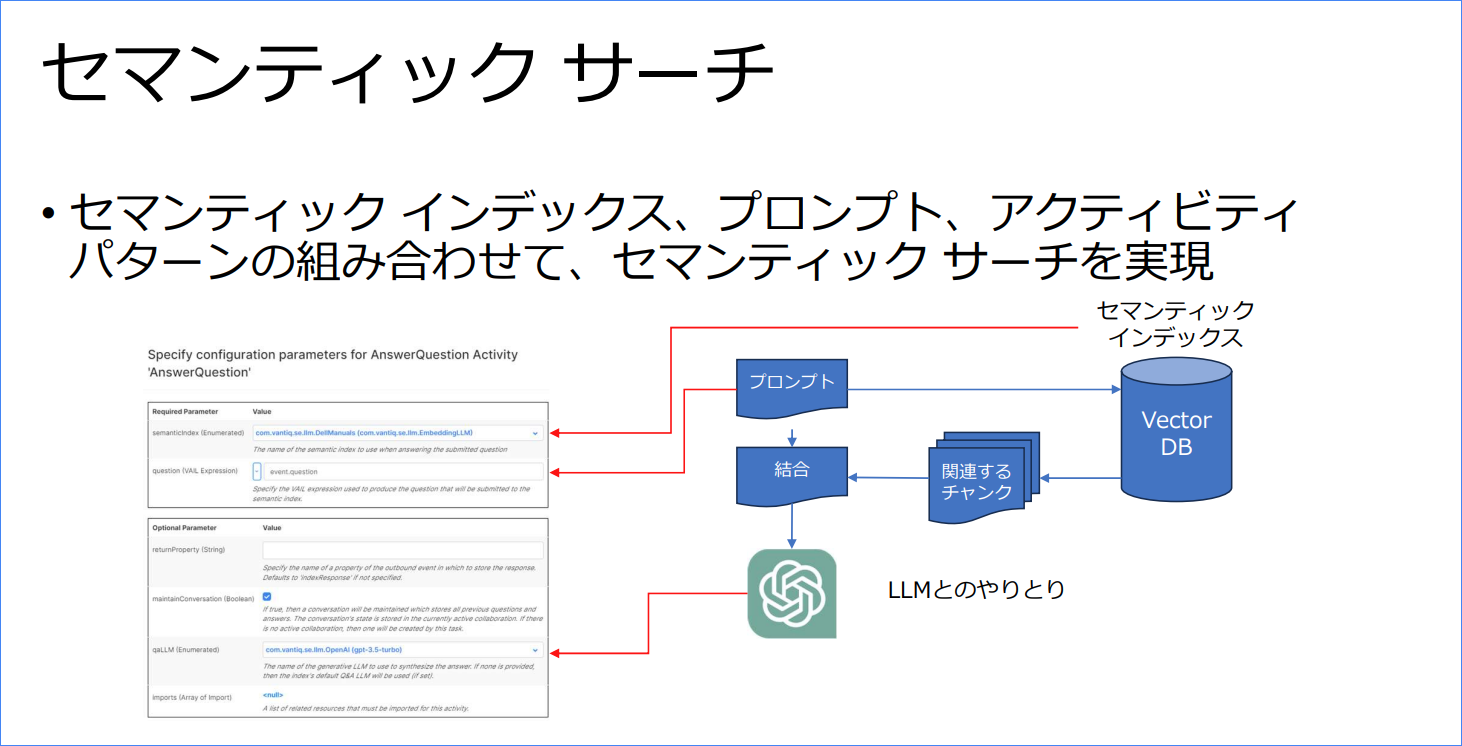 セマンティック サーチ
• セマンティック インデックス、プロンプト、アクティビティ
パターンの組み合わせて、セマンティック サーチを実現
セマンティック
インデックス
Specify configuration parameters for AnswerQuestion Activity
'AnswerQuestion'
Required Parameter Value
semanticIndex (Enumerated) com.vantiq.se.llm.DellManuals (com.vantiq.se.llm.EmbeddingLLM)
The name of the semantic index to use when answering the submitted question
question (VAIL Expression) event.question
Specify the VAIL expression used to produce the question that will be submitted to the
semantic index.
Optional Parameter Value
returnProperty (String)
Specify the name of a property of the outbound event in which to store the response.
Defaults to 'indexResponse' if not specified.
maintainConversation (Boolean)
If true, then a conversation will be maintained which stores all previous questions and
answers. The conversation's state is stored in the currently active collaboration. If there
is no active collaboration, then one will be created by this task.
qaLLM (Enumerated) com.vantiq.se.llm.OpenAI (gpt-3.5-turbo)
The name of the generative LLM to use to synthesize the answer. If none is provided,
then the index's default Q&A LLM will be used (if set).
imports (Array of Import) <null>
A list of related resources that must be imported for this activity.
プロンプト
Vector
DB
結合
関連する
チャンク
LLMとのやりとり